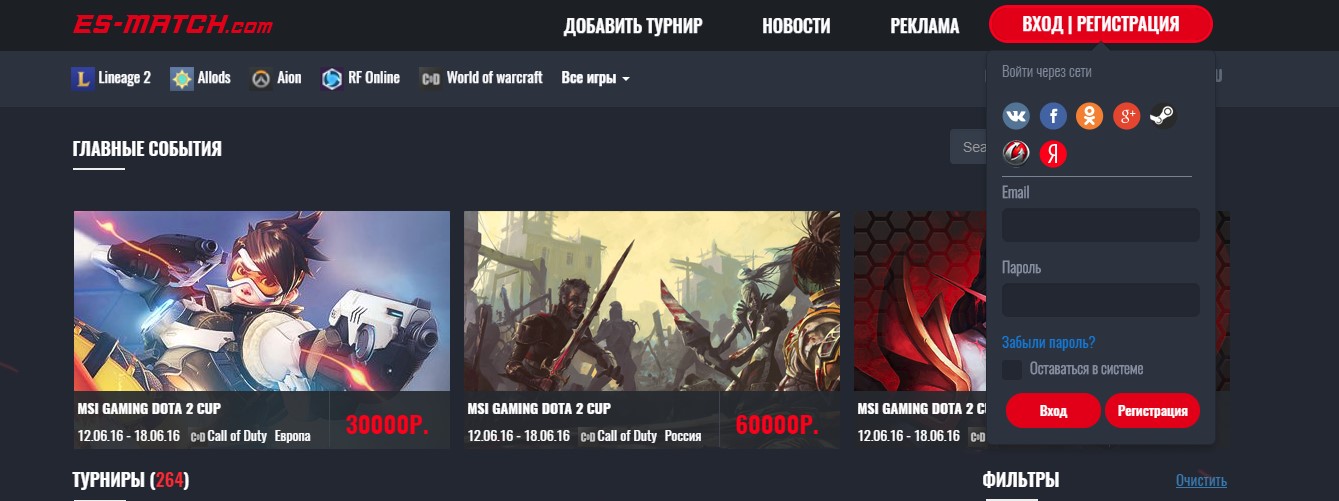 ES-MATCH.com
ДОБАВИТЬ ТУРНИР НОВОСТИ РЕКЛАМА ВХОД | РЕГИСТРАЦИЯ
Lineage 2 Allods Aion RF Online World of warcraft Все игры
Войти через сети
ГЛАВНЫЕ СОБЫТИЯ
Email
Пароль
Забыли пароль?
Оставаться в системе
Вход Регистрация
MSI GAMING DOTA 2 CUP
12.06.16 - 18.06.16 Call of Duty Европа
30000Р.
MSI GAMING DOTA 2 CUP
12.06.16 - 18.06.16 Call of Duty Россия
60000Р.
MSI GAMING DOTA 2
12.06.16 - 18.06.16
ТУРНИРЫ (264)
ФИЛЬТРЫ Очистить